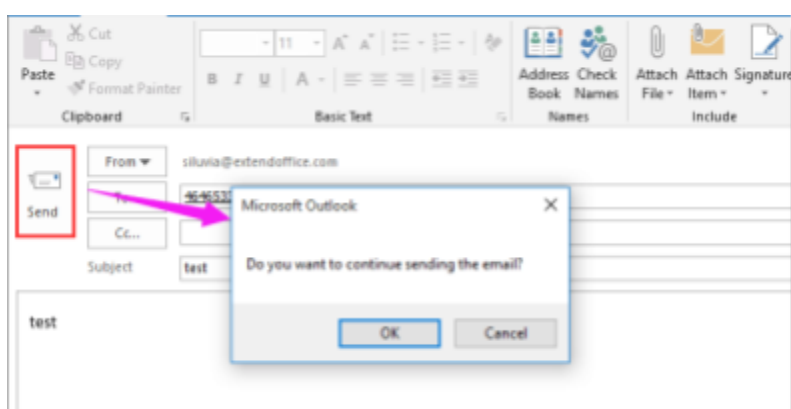 Cut
Copy
Format Painter
Paste
Clipboard
11
A A
B I U A
Basic Text
Address Book
Check Names
Names
Attach File
Attach Item
Signature
Include
Send
From
siluvia@extendoffice.com
Cc...
Subject
test
Microsoft Outlook
Do you want to continue sending the email?
OK
Cancel
test